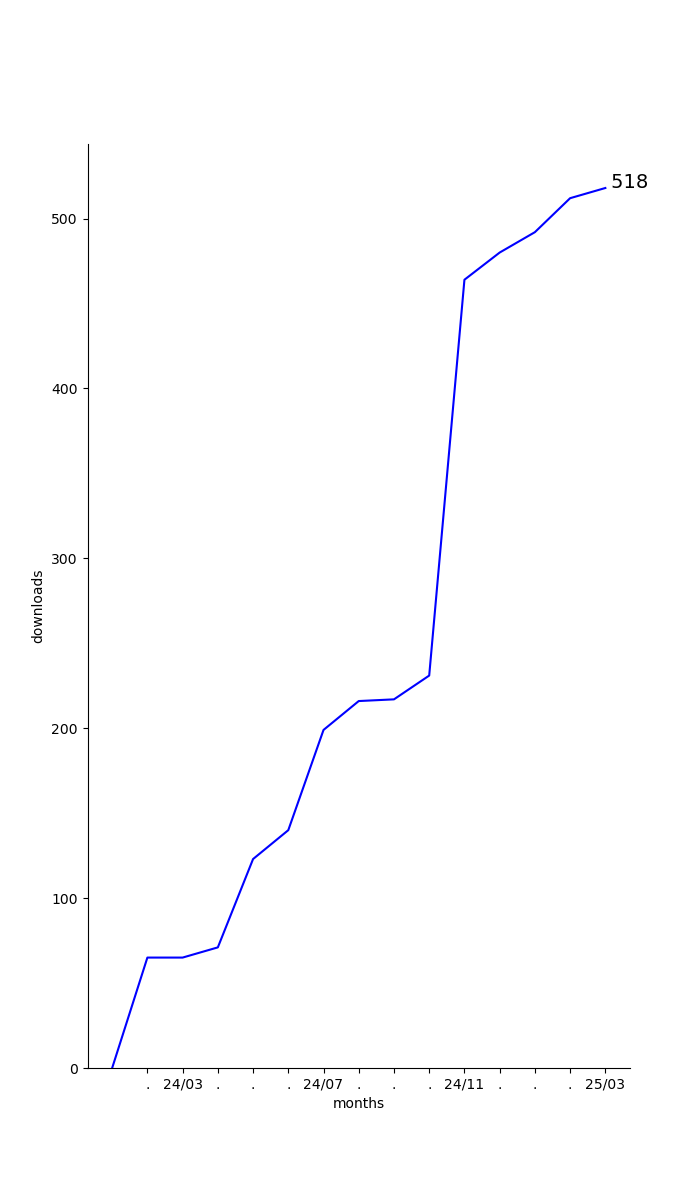 518
500
400
300
200
100
0
downloads
. 24/03 . . . 24/07 . . . 24/11 . . . 25/03
months